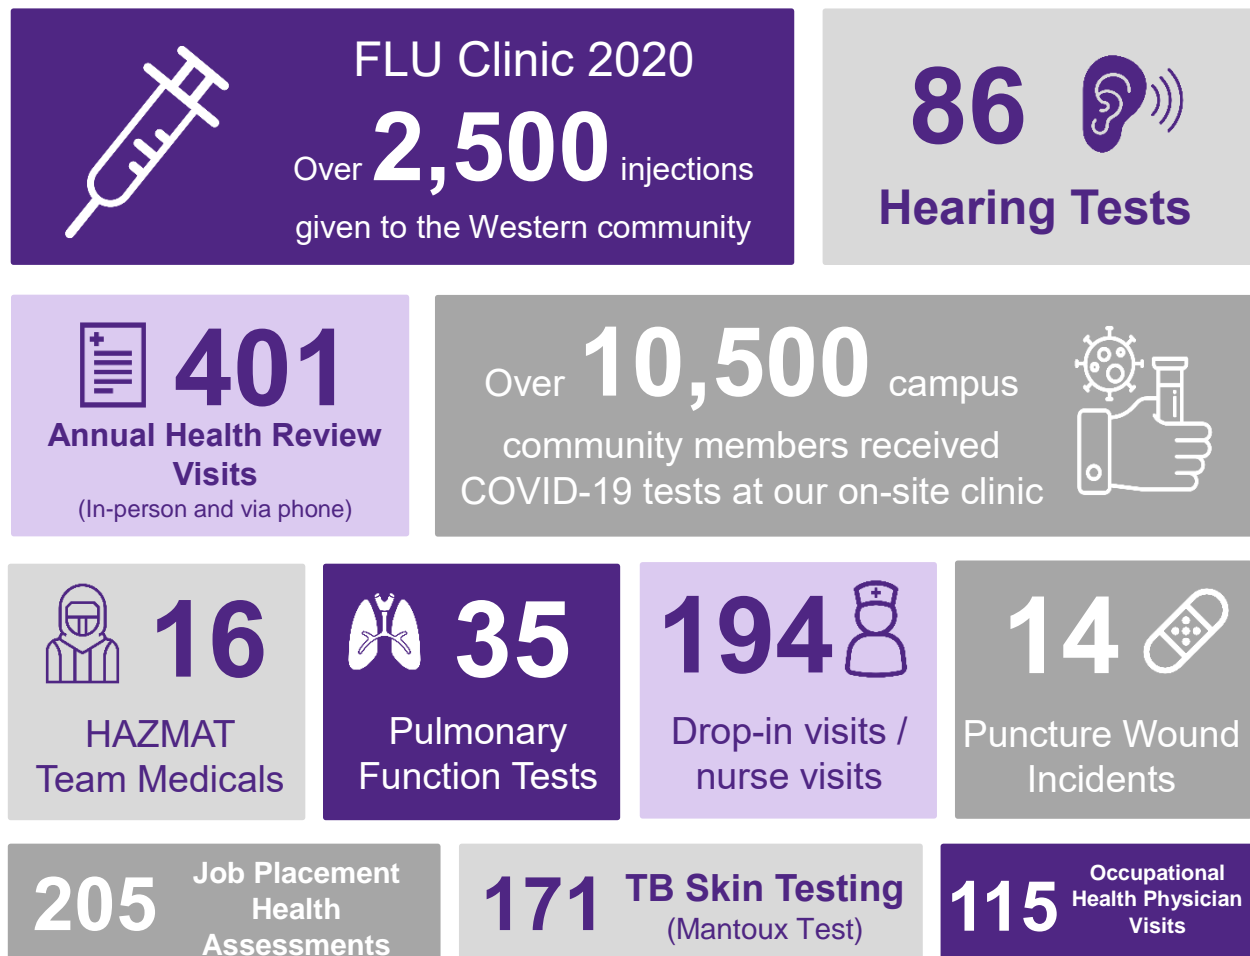 FLU Clinic 2020
Over 2,500 injections
given to the Western community
86
Hearing Tests
401
Annual Health Review
Visits
(In-person and via phone)
Over 10,500 campus
community members received
COVID-19 tests at our on-site clinic
16
HAZMAT
Team Medicals
35
Pulmonary
Function Tests
194
Drop-in visits /
nurse visits
14
Puncture Wound
Incidents
205
Job Placement
Health
Assessments
171
TB Skin Testing
(Mantoux Test)
115
Occupational
Health Physician
Visits